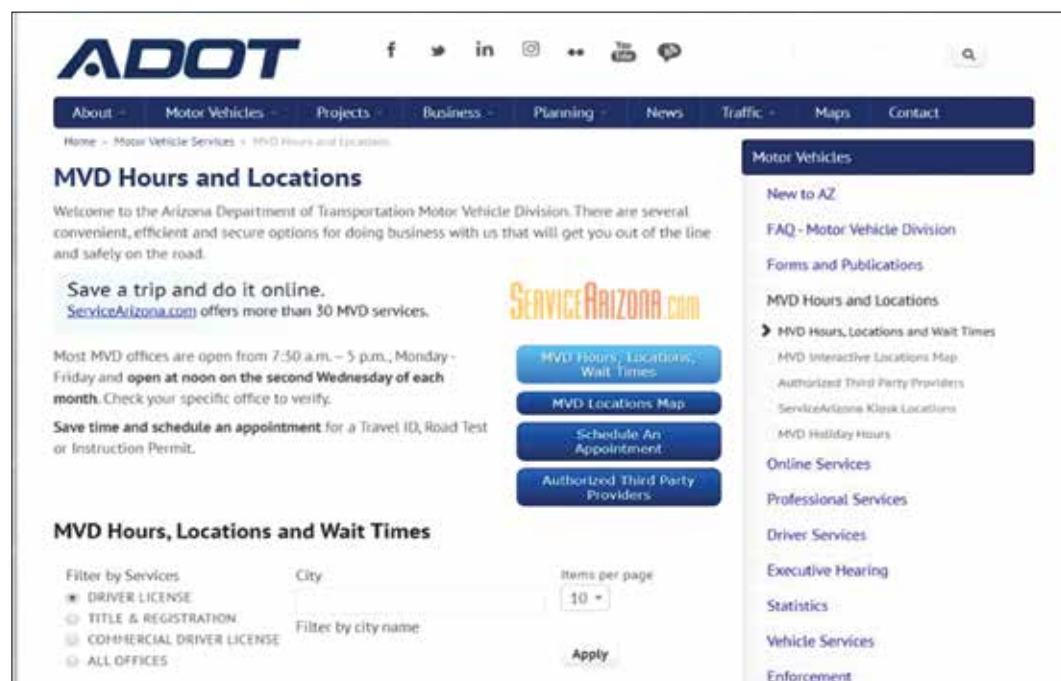 ADOT
f in You Tube
About Motor Vehicles Projects Business Planning News Traffic Maps Contact
Home » Motor Vehicle Services » MVD Hours and Locations
MVD Hours and Locations
Welcome to the Arizona Department of Transportation Motor Vehicle Division. There are several
convenient, efficient and secure options for doing business with us that will get you out of the line
and safely on the road.
Save a trip and do it online.
ServiceArizona.com offers more than 30 MVD services.
SERVICEARIZONA.COM
Most MVD offices are open from 7:30 a.m. – 5 p.m., Monday -
Friday and open at noon on the second Wednesday of each
month. Check your specific office to verify.
Save time and schedule an appointment for a Travel ID, Road Test
or Instruction Permit.
MVD Hours, Locations,
Wait Times
MVD Locations Map
Schedule An
Appointment
Authorized Third Party
Providers
MVD Hours, Locations and Wait Times
Filter by Services
DRIVER LICENSE
TITLE & REGISTRATION
COMMERCIAL DRIVER LICENSE
ALL OFFICES
City
Filter by city name
Items per page
10
Apply
Motor Vehicles
New to AZ
FAQ - Motor Vehicle Division
Forms and Publications
MVD Hours and Locations
MVD Hours, Locations and Wait Times
MVD Interactive Locations Map
Authorized Third Party Providers
ServiceArizona Kiosk Locations
MVD Holiday Hours
Online Services
Professional Services
Driver Services
Executive Hearing
Statistics
Vehicle Services
Enforcement